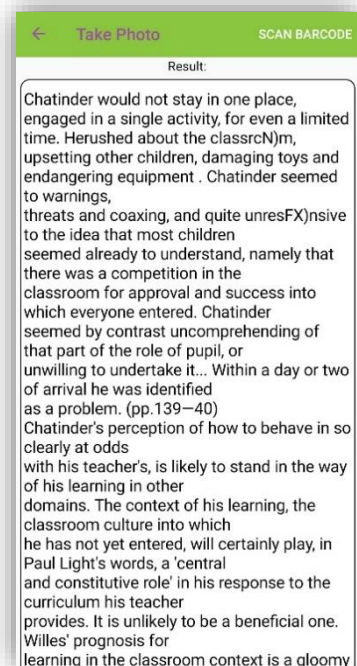 ← Take Photo SCAN BARCODE
Result:
Chatinder would not stay in one place,
engaged in a single activity, for even a limited
time. Herushed about the classrcN)m,
upsetting other children, damaging toys and
endangering equipment . Chatinder seemed
to warnings,
threats and coaxing, and quite unresFX)nsive
to the idea that most children
seemed already to understand, namely that
there was a competition in the
classroom for approval and success into
which everyone entered. Chatinder
seemed by contrast uncomprehending of
that part of the role of pupil, or
unwilling to undertake it... Within a day or two
of arrival he was identified
as a problem. (pp.139—40)
Chatinder's perception of how to behave in so
clearly at odds
with his teacher's, is likely to stand in the way
of his learning in other
domains. The context of his learning, the
classroom culture into which
he has not yet entered, will certainly play, in
Paul Light's words, a 'central
and constitutive role' in his response to the
curriculum his teacher
provides. It is unlikely to be a beneficial one.
Willes' prognosis for
learning in the classroom context is a gloomy